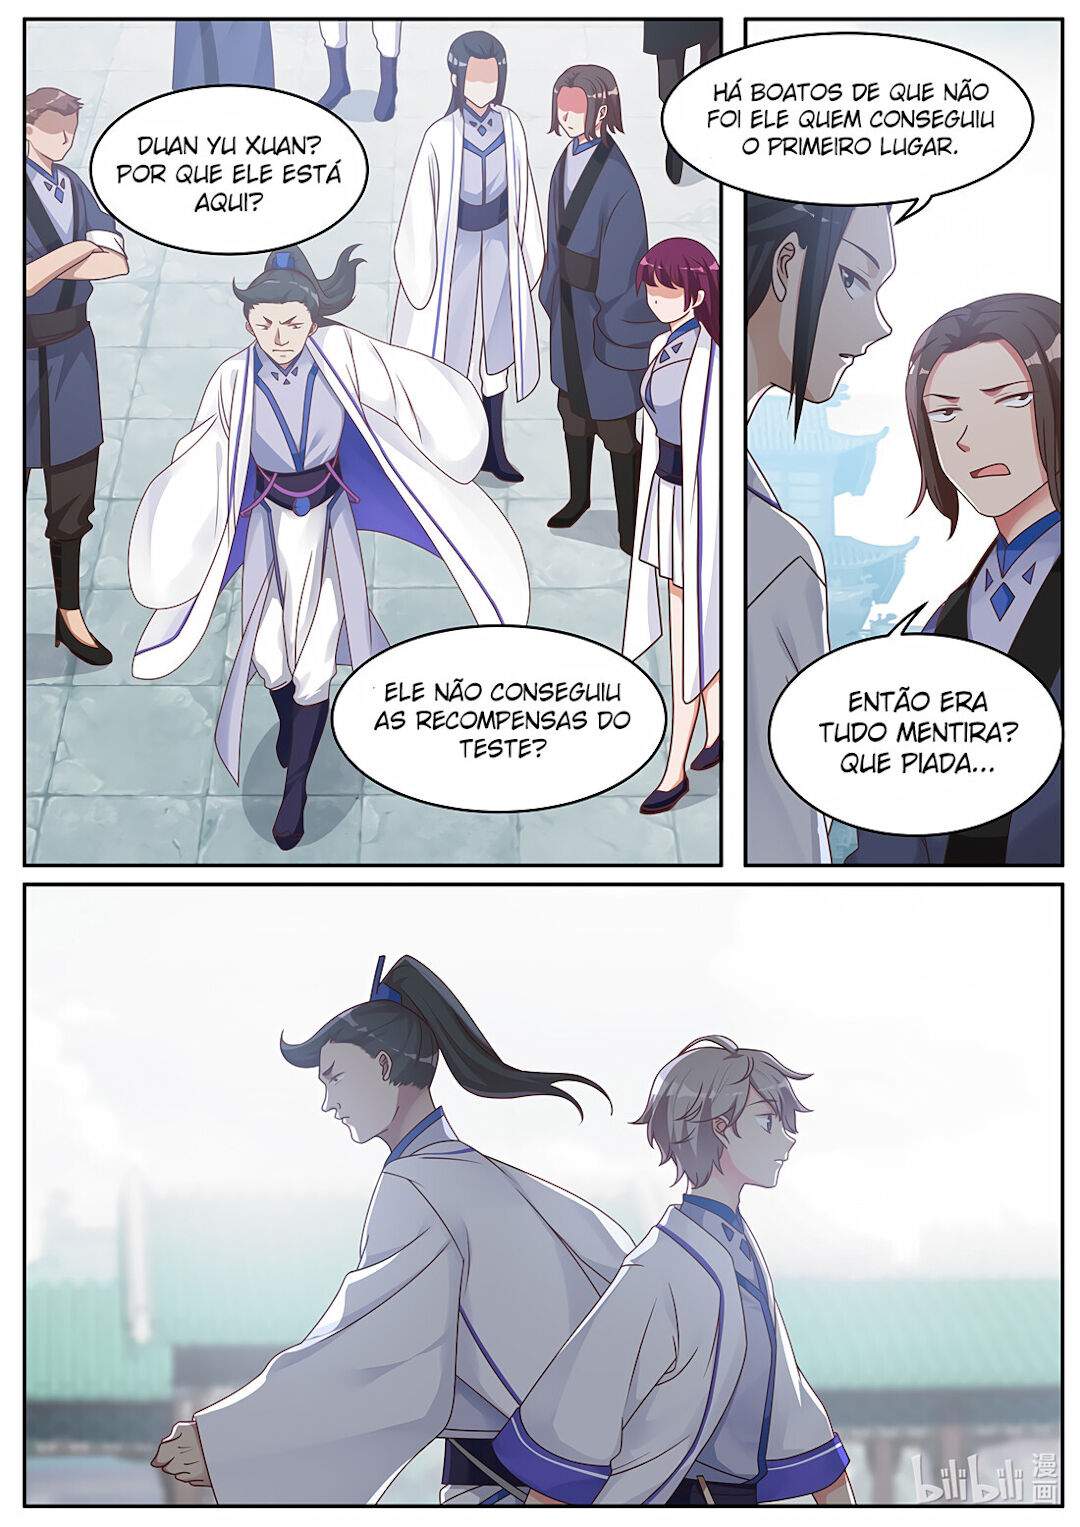 DUAN YU XUAN?
POR QUE ELE ESTÁ
AQUI?
ELE NÃO CONSEGUIU
AS RECOMPENSAS DO
TESTE?
HÁ BOATOS DE QUE NÃO
FOI ELE QUEM CONSEGUIU
O PRIMEIRO LUGAR.
ENTÃO ERA
TUDO MENTIRA?
QUE PIADA...
bilibili 漫画